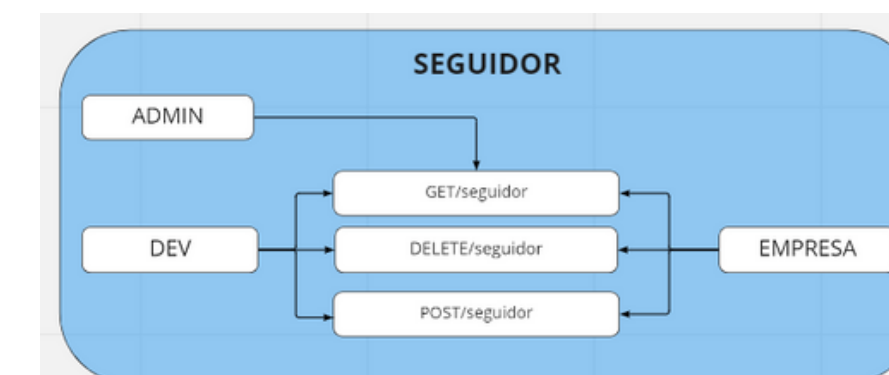 SEGUIDOR
ADMIN
GET/seguidor
DEV
DELETE/seguidor
EMPRESA
POST/seguidor